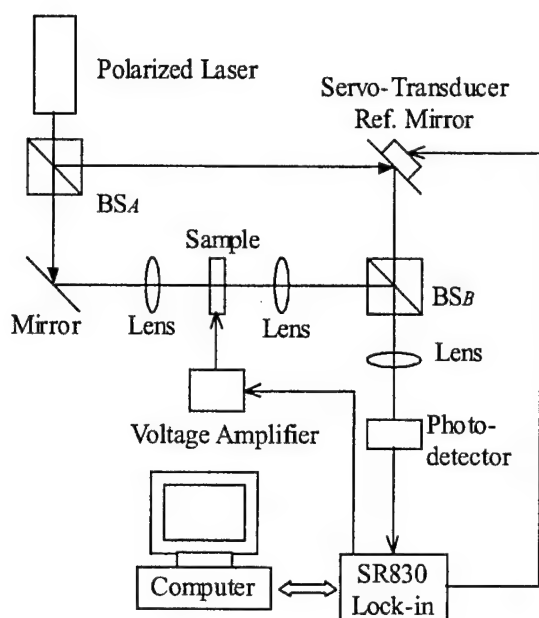 Polarized Laser
Servo-Transducer
Ref. Mirror
BSA
Sample
BSB
Mirror
Lens
Lens
Lens
Voltage Amplifier
Photo-
detector
Computer
SR830
Lock-in